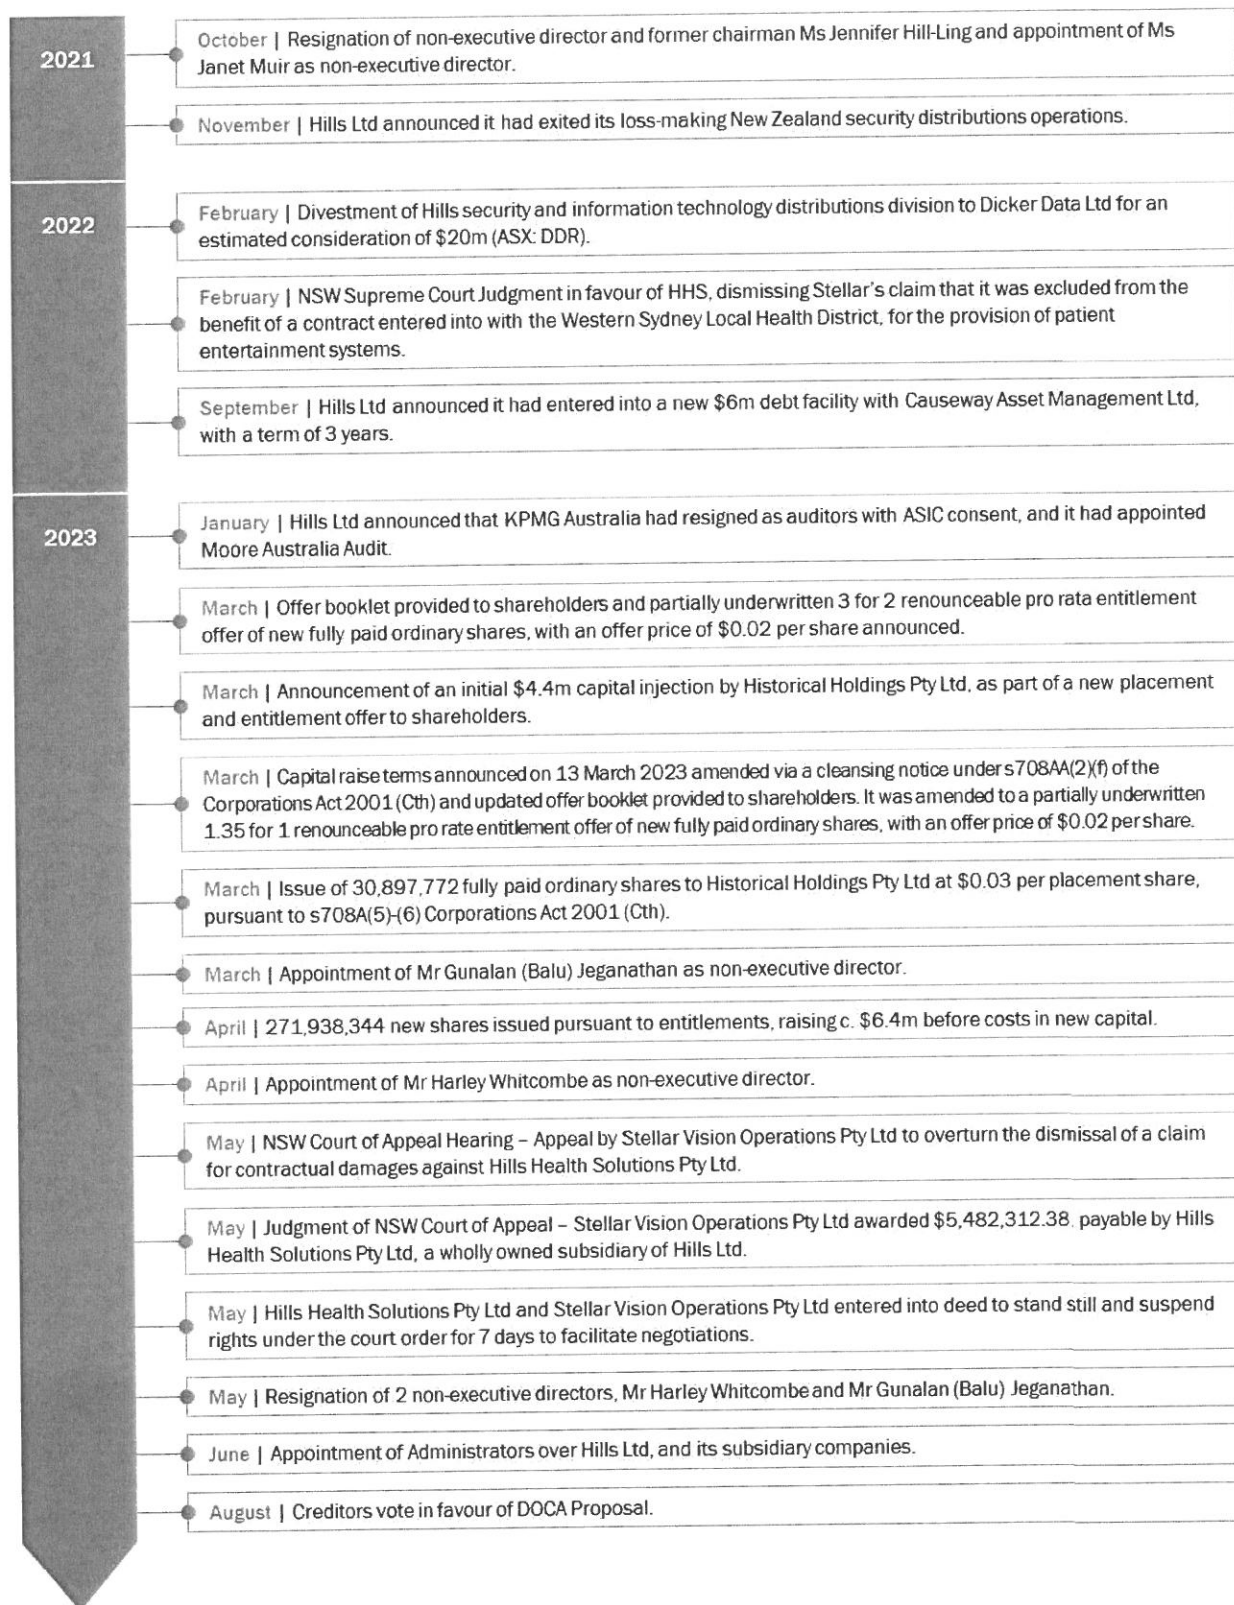 2021
October | Resignation of non-executive director and former chairman Ms Jennifer Hill-Ling and appointment of Ms
Janet Muir as non-executive director.
November | Hills Ltd announced it had exited its loss-making New Zealand security distributions operations.
2022
February | Divestment of Hills security and information technology distributions division to Dicker Data Ltd for an
estimated consideration of $20m (ASX: DDR).
February | NSW Supreme Court Judgment in favour of HHS, dismissing Stellar's claim that it was excluded from the
benefit of a contract entered into with the Western Sydney Local Health District, for the provision of patient
entertainment systems.
September | Hills Ltd announced it had entered into a new $6m debt facility with Causeway Asset Management Ltd,
with a term of 3 years.
2023
January | Hills Ltd announced that KPMG Australia had resigned as auditors with ASIC consent, and it had appointed
Moore Australia Audit.
March | Offer booklet provided to shareholders and partially underwritten 3 for 2 renounceable pro rata entitlement
offer of new fully paid ordinary shares, with an offer price of $0.02 per share announced.
March | Announcement of an initial $4.4m capital injection by Historical Holdings Pty Ltd, as part of a new placement
and entitlement offer to shareholders.
March | Capital raise terms announced on 13 March 2023 amended via a cleansing notice under s708AA(2)(f) of the
Corporations Act 2001 (Cth) and updated offer booklet provided to shareholders. It was amended to a partially underwritten
1.35 for 1 renounceable pro rate entitlement offer of new fully paid ordinary shares, with an offer price of $0.02 per share.
March | Issue of 30,897,772 fully paid ordinary shares to Historical Holdings Pty Ltd at $0.03 per placement share,
pursuant to s708A(5)-(6) Corporations Act 2001 (Cth).
March | Appointment of Mr Gunalan (Balu) Jeganathan as non-executive director.
April | 271,938,344 new shares issued pursuant to entitlements, raising c. $6.4m before costs in new capital.
April | Appointment of Mr Harley Whitcombe as non-executive director.
May | NSW Court of Appeal Hearing – Appeal by Stellar Vision Operations Pty Ltd to overturn the dismissal of a claim
for contractual damages against Hills Health Solutions Pty Ltd.
May | Judgment of NSW Court of Appeal – Stellar Vision Operations Pty Ltd awarded $5,482,312.38, payable by Hills
Health Solutions Pty Ltd, a wholly owned subsidiary of Hills Ltd.
May | Hills Health Solutions Pty Ltd and Stellar Vision Operations Pty Ltd entered into deed to stand still and suspend
rights under the court order for 7 days to facilitate negotiations.
May | Resignation of 2 non-executive directors, Mr Harley Whitcombe and Mr Gunalan (Balu) Jeganathan.
June | Appointment of Administrators over Hills Ltd, and its subsidiary companies.
August | Creditors vote in favour of DOCA Proposal.